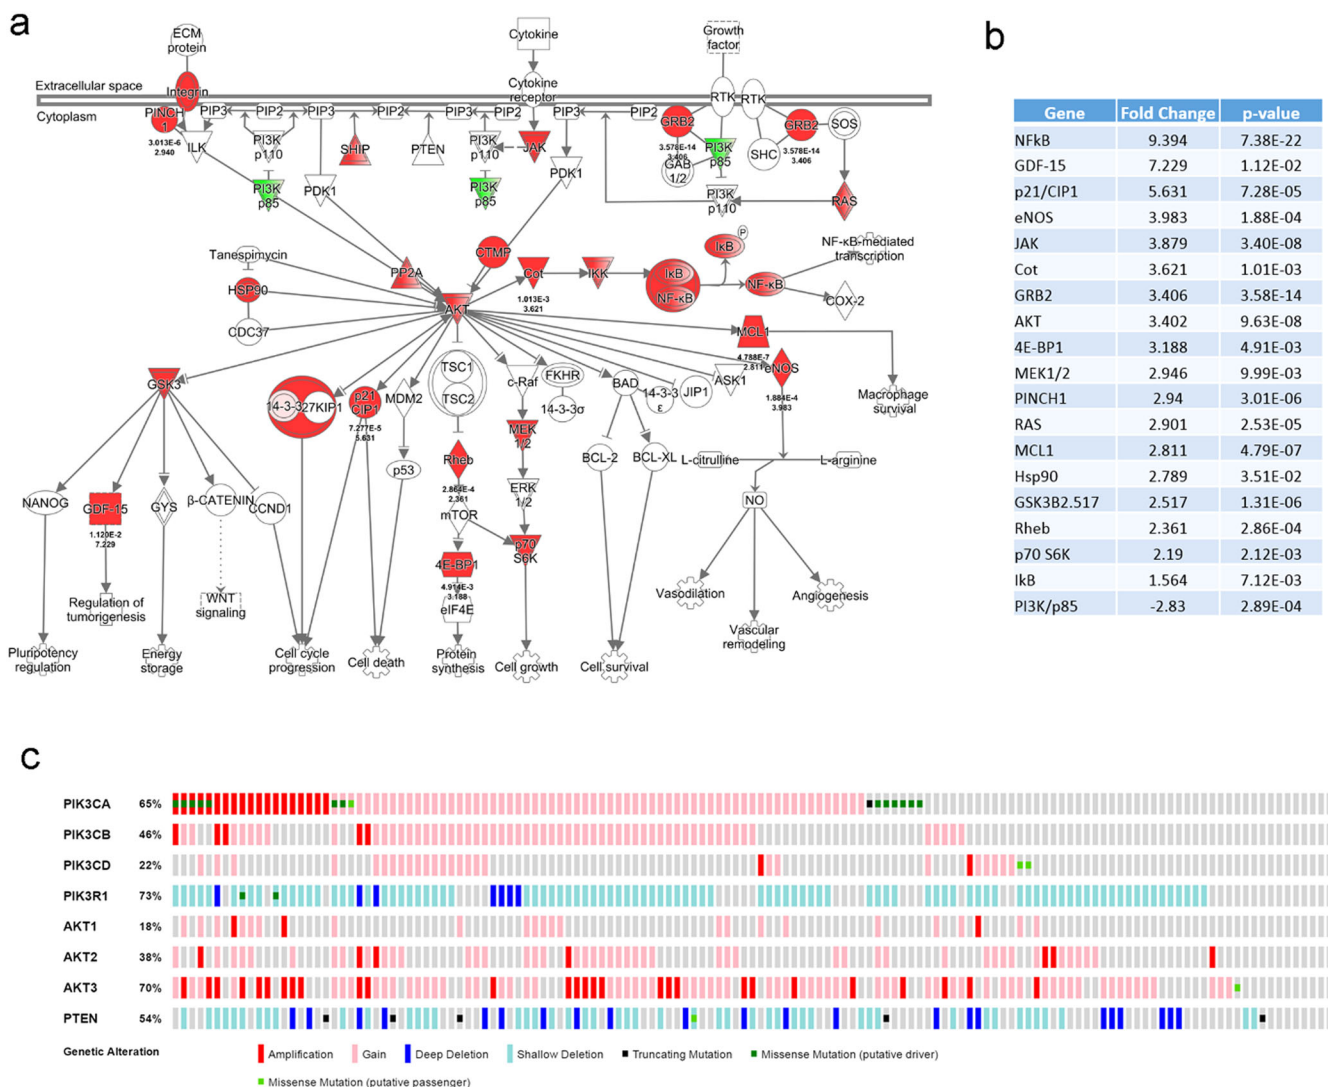 a
ECM
protein
Cytokine
Growth
factor
Extracellular space
Integrin
Cytokine
receptor
RTK
RTK
Cytoplasm
PINCH
1
PIP3
PIP2
PIP3
PIP2
PIP3
PIP2
PIP3
PIP2
GRB2
GRB2
SOS
3.013E-6
2.940
ILK
PI3K
p110
SHIP
PTEN
PI3K
p110
JAK
3.578E-14
3.406
GAB
1/2
PI3K
p85
SHC
3.578E-14
3.406
PI3K
p85
PDK1
PI3K
p85
PDK1
PI3K
p110
RAS
Tanespimycin
PP2A
CTMP
Cot
IKK
IκB
P
NF-κB-mediated
transcription
HSP90
IκB
NF-κB
NF-κB
AKT
1.013E-3
3.621
COX-2
CDC37
MCL1
4.788E-7
2.811
eNOS
1.884E-4
3.983
GSK3
TSC1
TSC2
c-Raf
FKHR
14-3-3σ
BAD
14-3-3
ε
JIP1
ASK1
Macrophage
survival
14-3-3
27KIP1
p21
CIP1
7.277E-5
5.631
MDM2
MEK
1/2
p53
Rheb
2.864E-4
2.361
BCL-2
BCL-XL
L-citrulline
L-arginine
NANOG
GDF-15
1.120E-2
7.229
GYS
β-CATENIN
CCND1
mTOR
ERK
1/2
NO
p70
S6K
4E-BP1
4.914E-3
3.188
eIF4E
Regulation of
tumorigenesis
WNT
signaling
Vasodilation
Angiogenesis
Vascular
remodeling
Pluripotency
regulation
Energy
storage
Cell cycle
progression
Cell death
Protein
synthesis
Cell growth
Cell survival
b
Gene Fold Change p-value
NFkB 9.394 7.38E-22
GDF-15 7.229 1.12E-02
p21/CIP1 5.631 7.28E-05
eNOS 3.983 1.88E-04
JAK 3.879 3.40E-08
Cot 3.621 1.01E-03
GRB2 3.406 3.58E-14
AKT 3.402 9.63E-08
4E-BP1 3.188 4.91E-03
MEK1/2 2.946 9.99E-03
PINCH1 2.94 3.01E-06
RAS 2.901 2.53E-05
MCL1 2.811 4.79E-07
Hsp90 2.789 3.51E-02
GSK3B2.517 2.517 1.31E-06
Rheb 2.361 2.86E-04
p70 S6K 2.19 2.12E-03
IkB 1.564 7.12E-03
PI3K/p85 -2.83 2.89E-04
c
PIK3CA 65%
PIK3CB 46%
PIK3CD 22%
PIK3R1 73%
AKT1 18%
AKT2 38%
AKT3 70%
PTEN 54%
Genetic Alteration Amplification Gain Deep Deletion Shallow Deletion Truncating Mutation Missense Mutation (putative driver)
Missense Mutation (putative passenger)